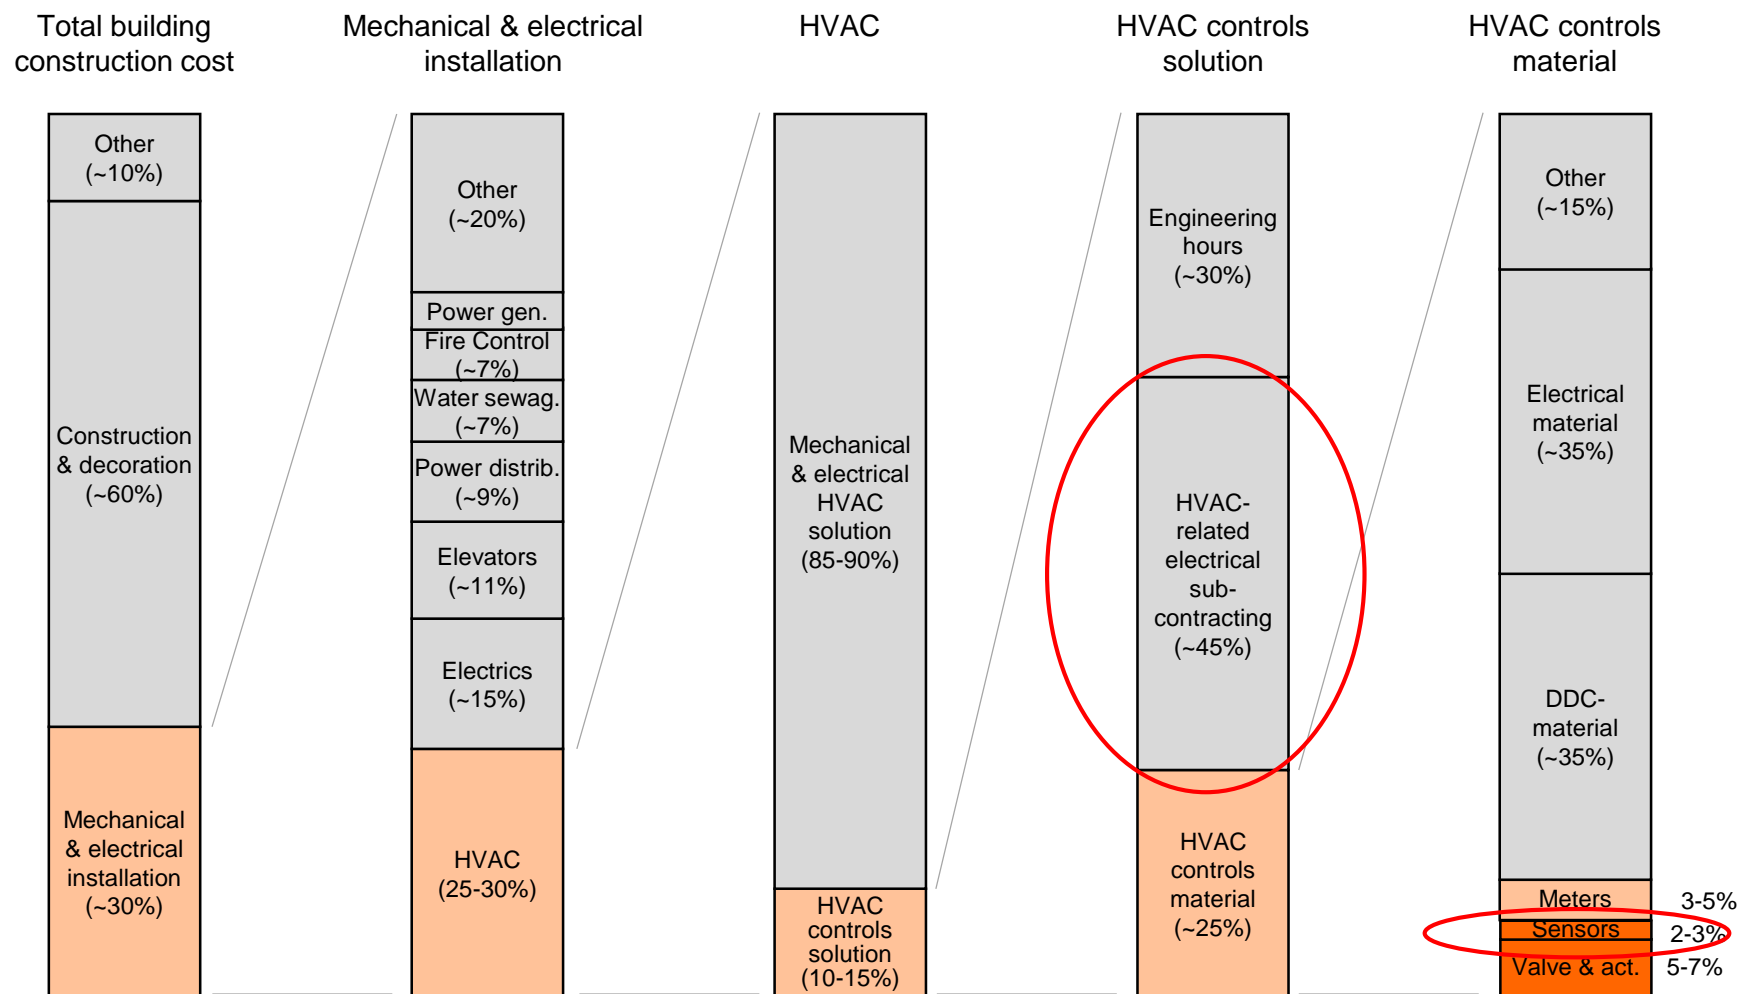 Total building
construction cost
Mechanical & electrical
installation
HVAC
HVAC controls
solution
HVAC controls
material
Other
(~10%)
Construction
& decoration
(~60%)
Mechanical
& electrical
installation
(~30%)
Other
(~20%)
Power gen.
Fire Control
(~7%)
Water sewag.
(~7%)
Power distrib.
(~9%)
Elevators
(~11%)
Electrics
(~15%)
HVAC
(25-30%)
Mechanical
& electrical
HVAC
solution
(85-90%)
HVAC
controls
solution
(10-15%)
Engineering
hours
(~30%)
HVAC-
related
electrical
sub-
contracting
(~45%)
HVAC
controls
material
(~25%)
Other
(~15%)
Electrical
material
(~35%)
DDC-
material
(~35%)
Meters
3-5%
Sensors
2-3%
Valve & act.
5-7%